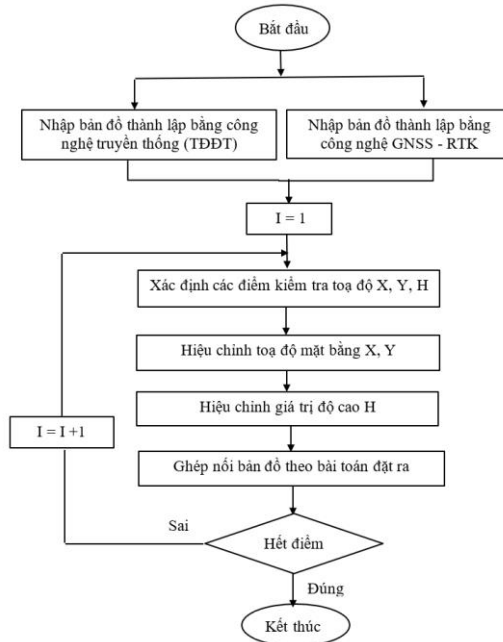 Bắt đầu
Nhập bản đồ thành lập bằng công
nghệ truyền thống (TĐĐT)
Nhập bản đồ thành lập bằng
công nghệ GNSS - RTK
I = 1
Xác định các điểm kiểm tra toạ độ X, Y, H
Hiệu chỉnh toạ độ mặt bằng X, Y
Hiệu chỉnh giá trị độ cao H
I = I +1
Ghép nối bản đồ theo bài toán đặt ra
Sai
Hết điểm
Đúng
Kết thúc